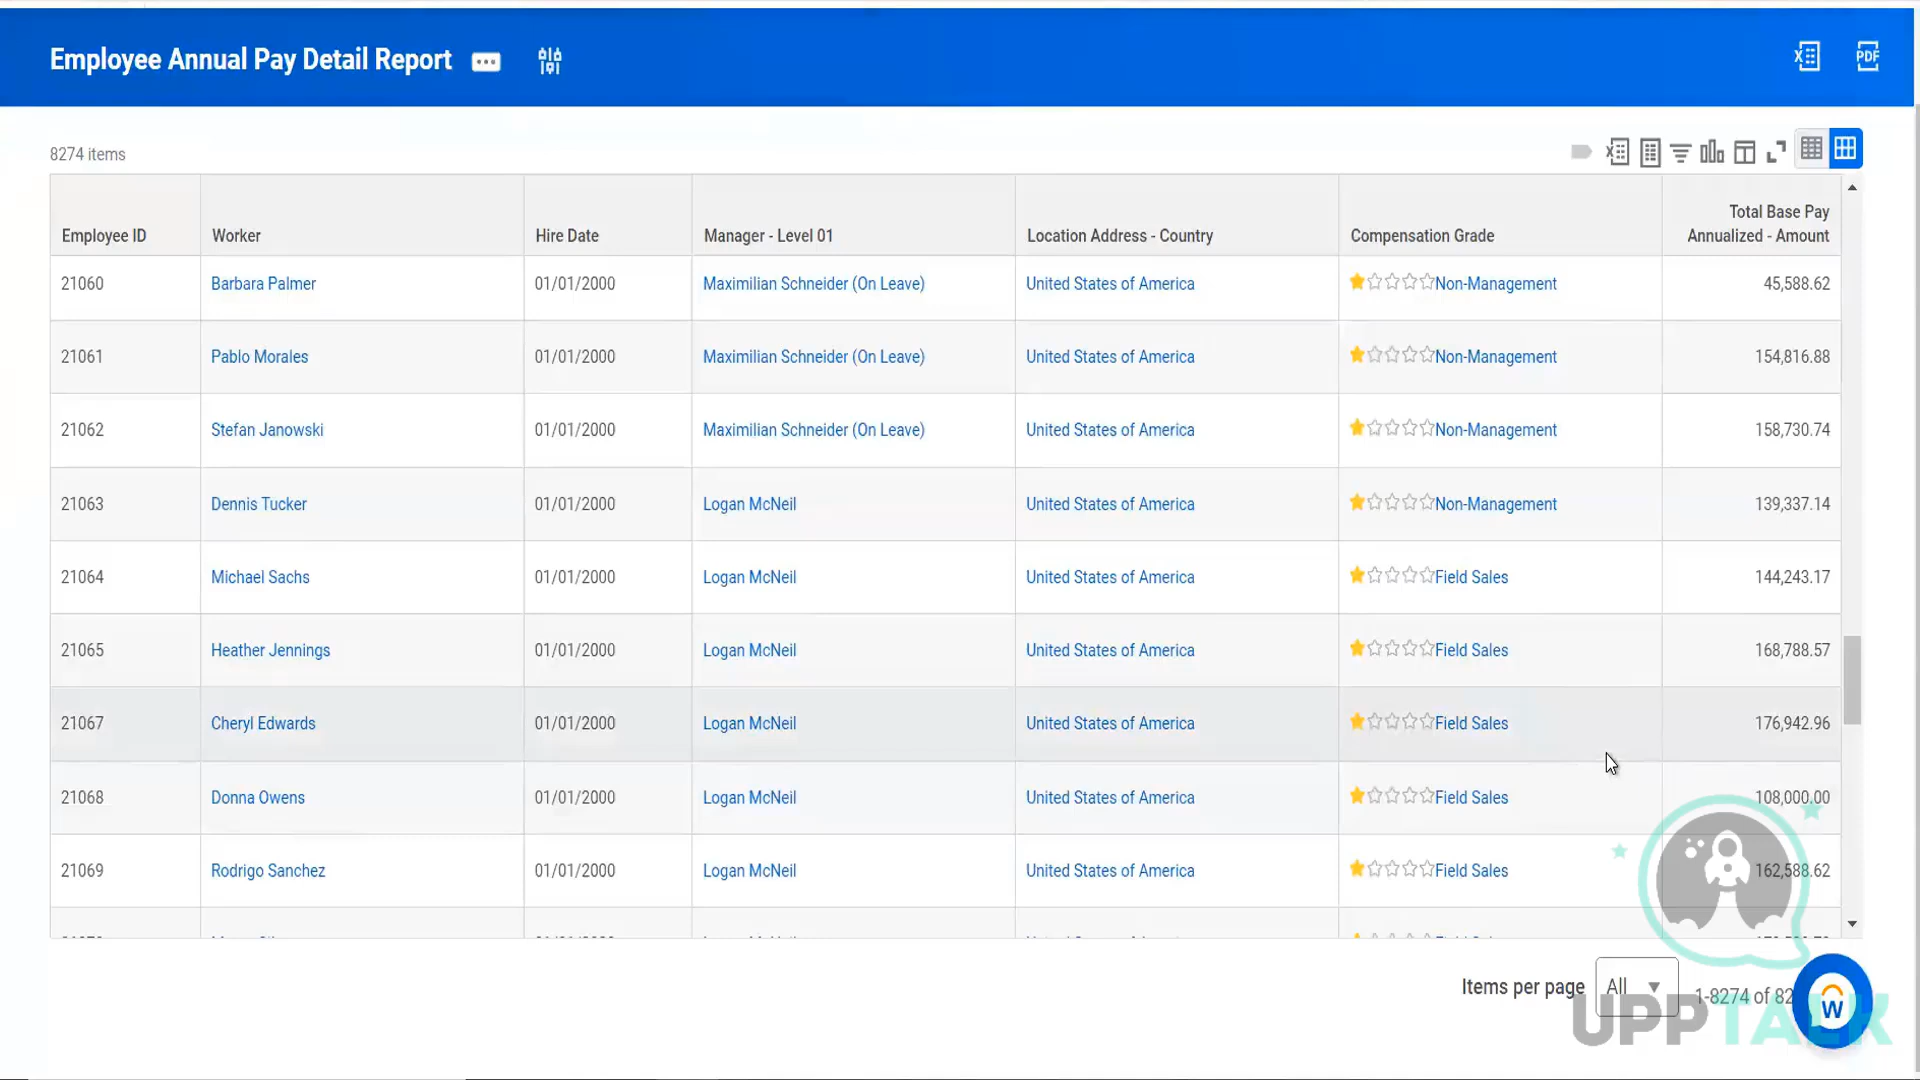 Employee Annual Pay Detail Report
PDF
8274 items
Employee ID Worker Hire Date Manager - Level 01 Location Address - Country Compensation Grade Total Base Pay Annualized - Amount
21060 Barbara Palmer 01/01/2000 Maximilian Schneider (On Leave) United States of America Non-Management 45,588.62
21061 Pablo Morales 01/01/2000 Maximilian Schneider (On Leave) United States of America Non-Management 154,816.88
21062 Stefan Janowski 01/01/2000 Maximilian Schneider (On Leave) United States of America Non-Management 158,730.74
21063 Dennis Tucker 01/01/2000 Logan McNeil United States of America Non-Management 139,337.14
21064 Michael Sachs 01/01/2000 Logan McNeil United States of America Field Sales 144,243.17
21065 Heather Jennings 01/01/2000 Logan McNeil United States of America Field Sales 168,788.57
21067 Cheryl Edwards 01/01/2000 Logan McNeil United States of America Field Sales 176,942.96
21068 Donna Owens 01/01/2000 Logan McNeil United States of America Field Sales 108,000.00
21069 Rodrigo Sanchez 01/01/2000 Logan McNeil United States of America Field Sales 162,588.62
Items per page All 1-8274 of 82
W
UPPTALK